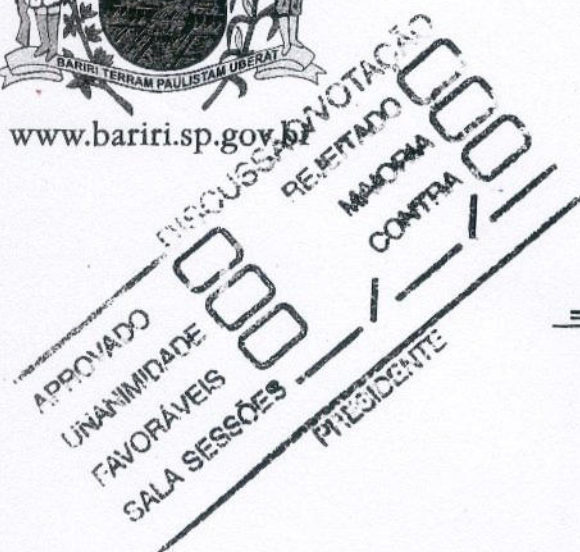 BARIRI TERRAM PAULISTAM UBERAT
www.bariri.sp.gov.br
DISCUSSÃO/VOTAÇÃO
APROVADO REJEITADO
UNANIMIDADE MAIORIA
FAVORÁVEIS CONTRA
SALA SESSÕES / /
PRESIDENTE